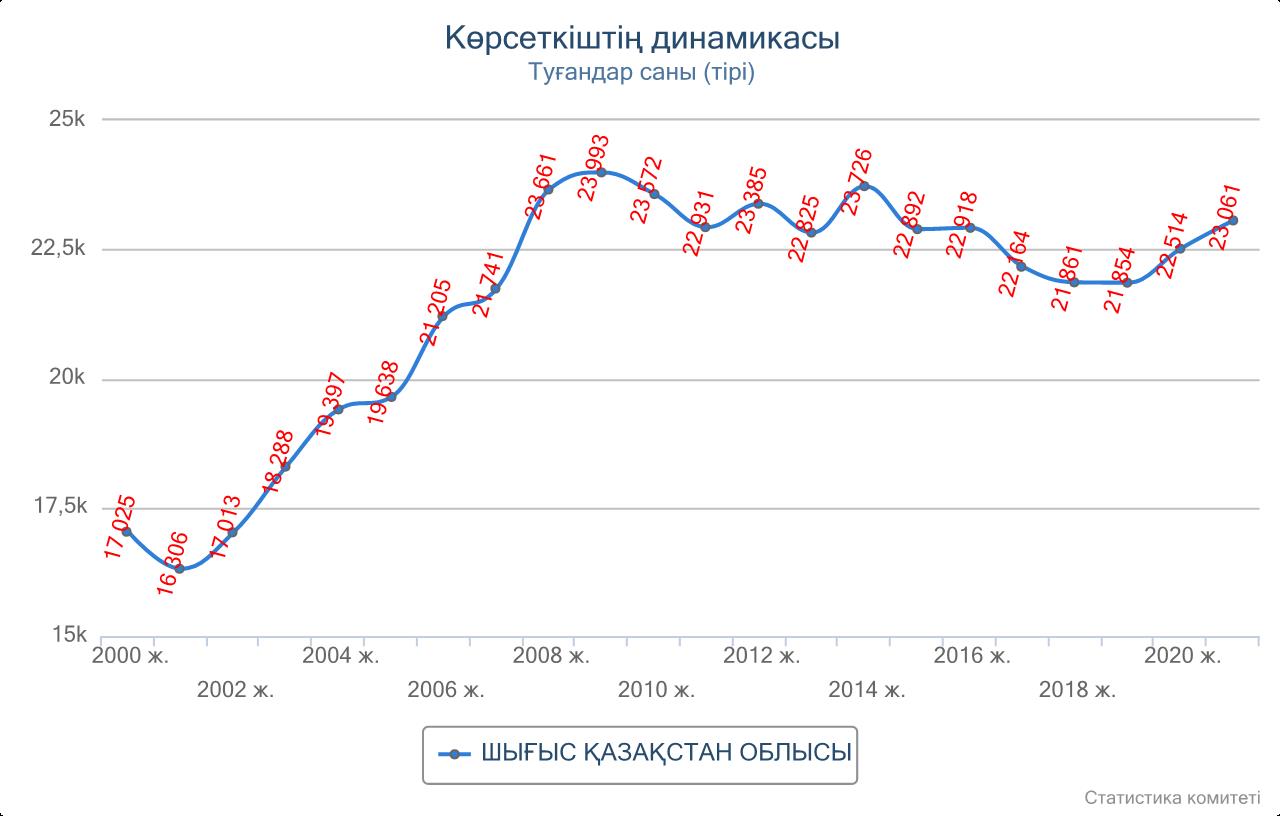 Көрсеткіштің динамикасы
Туғандар саны (тірі)
25k
22,5k
20k
17,5k
15k
17 025
16 306
17 013
18 288
19 397
19 638
21 205
21 741
23 661
23 993
23 572
22 931
23 385
22 825
23 726
22 892
22 918
22 164
21 861
21 854
22 514
23 061
2000 ж.
2004 ж.
2008 ж.
2012 ж.
2016 ж.
2020 ж.
2002 ж.
2006 ж.
2010 ж.
2014 ж.
2018 ж.
ШЫҒЫС ҚАЗАҚСТАН ОБЛЫСЫ
Статистика комитеті